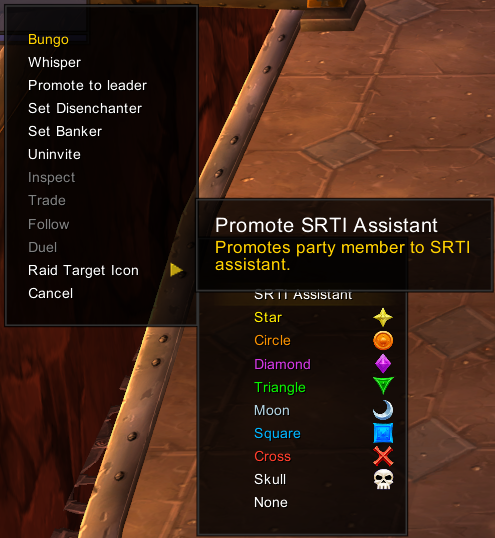 Bungo
Whisper
Promote to leader
Set Disenchanter
Set Banker
Uninvite
Inspect
Trade
Follow
Duel
Raid Target Icon
Cancel
Promote SRTI Assistant
Promotes party member to SRTI
assistant.
SRTI Assistant
Star
Circle
Diamond
Triangle
Moon
Square
Cross
Skull
None